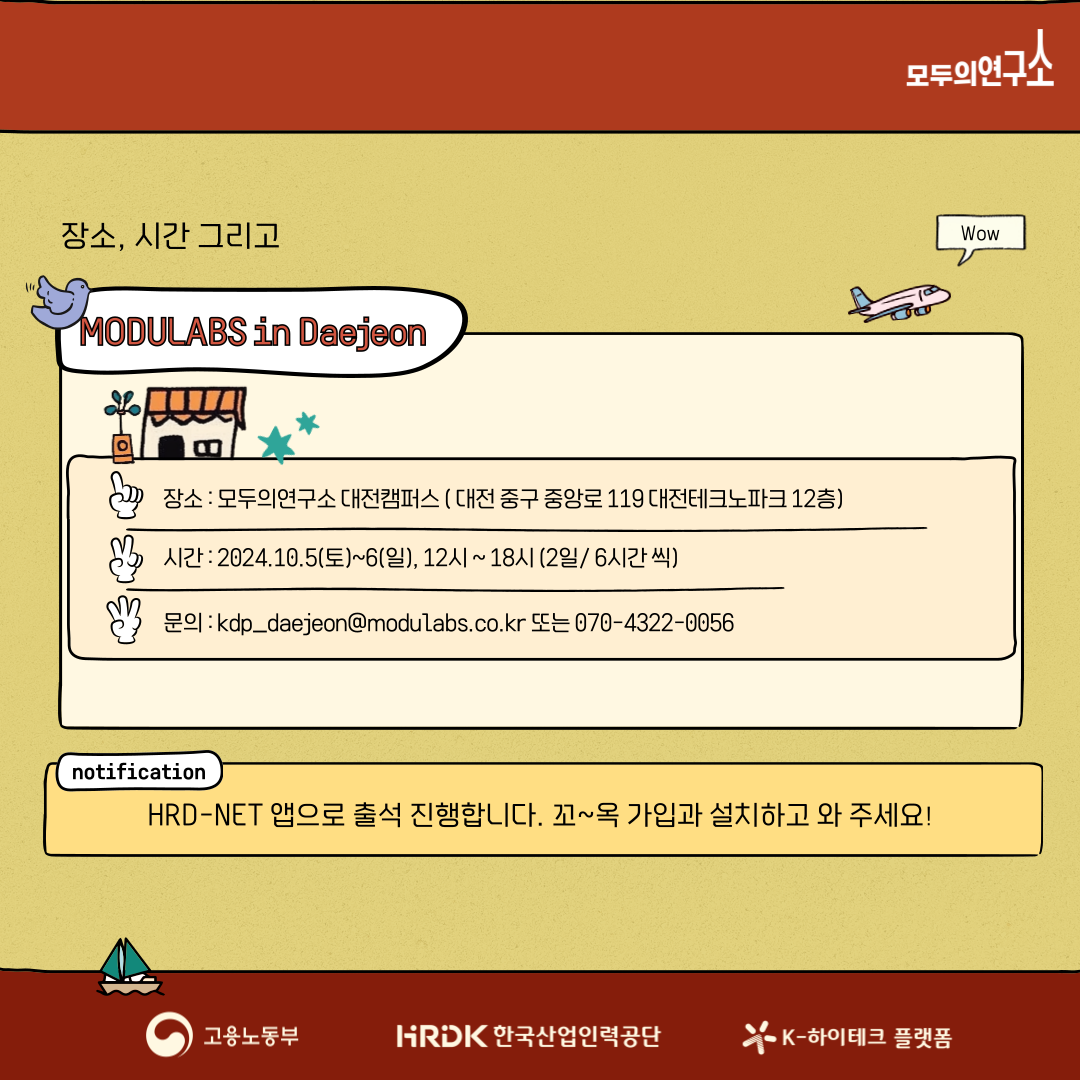 모두의연구소
장소, 시간 그리고
Wow
MODULABS in Daejeon
장소 : 모두의연구소 대전캠퍼스 ( 대전 중구 중앙로 119 대전테크노파크 12층)
시간 : 2024.10.5(토)~6(일), 12시 ~ 18시 (2일/ 6시간 씩)
문의 : kdp_daejeon@modulabs.co.kr 또는 070-4322-0056
notification
HRD-NET 앱으로 출석 진행합니다. 꼬~옥 가입과 설치하고 와 주세요!
고용노동부
HRDK 한국산업인력공단
K-하이테크 플랫폼